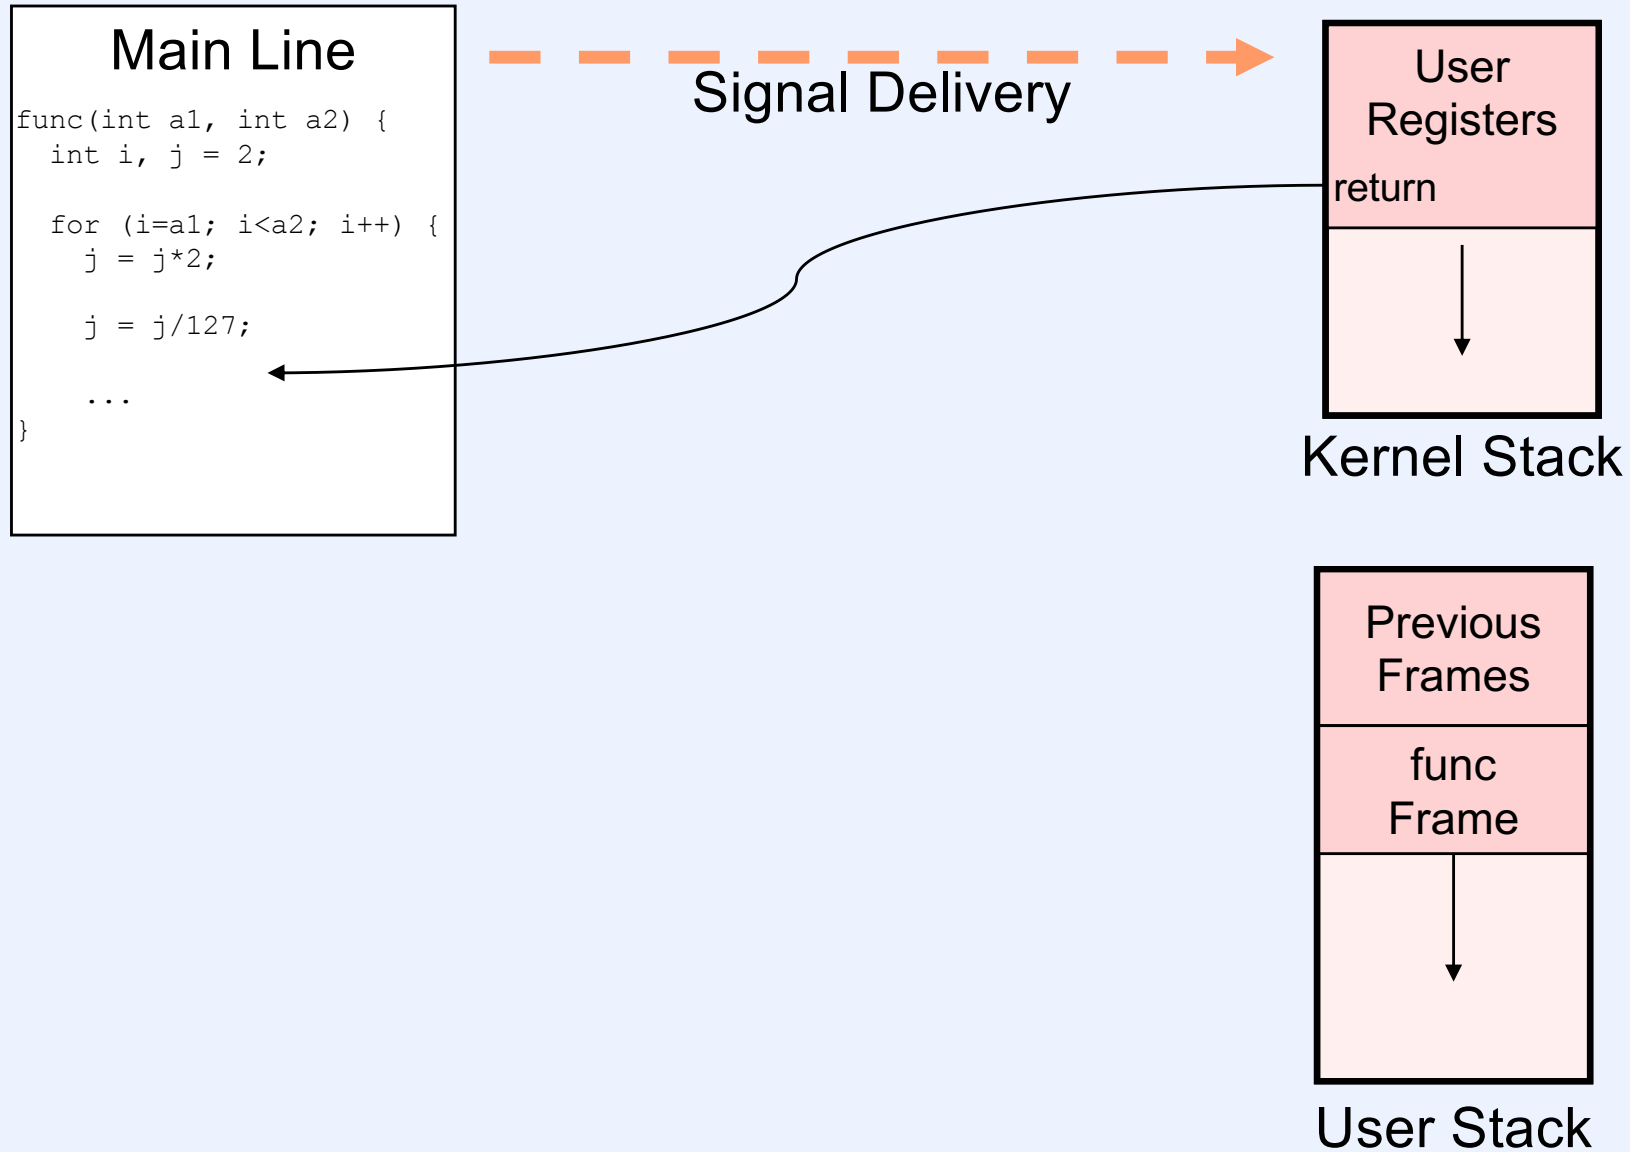 Main Line
func(int a1, int a2) {
  int i, j = 2;
  for (i=a1; i<a2; i++) {
    j = j*2;
    j = j/127;
    ...
}
Signal Delivery
User
Registers
return
Kernel Stack
Previous
Frames
func
Frame
User Stack